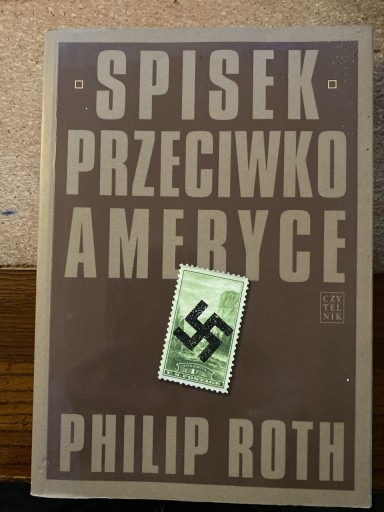 SPISEK
PRZECIWKO
AMERYCE
CZY
TEL
NIK
PHILIP ROTH